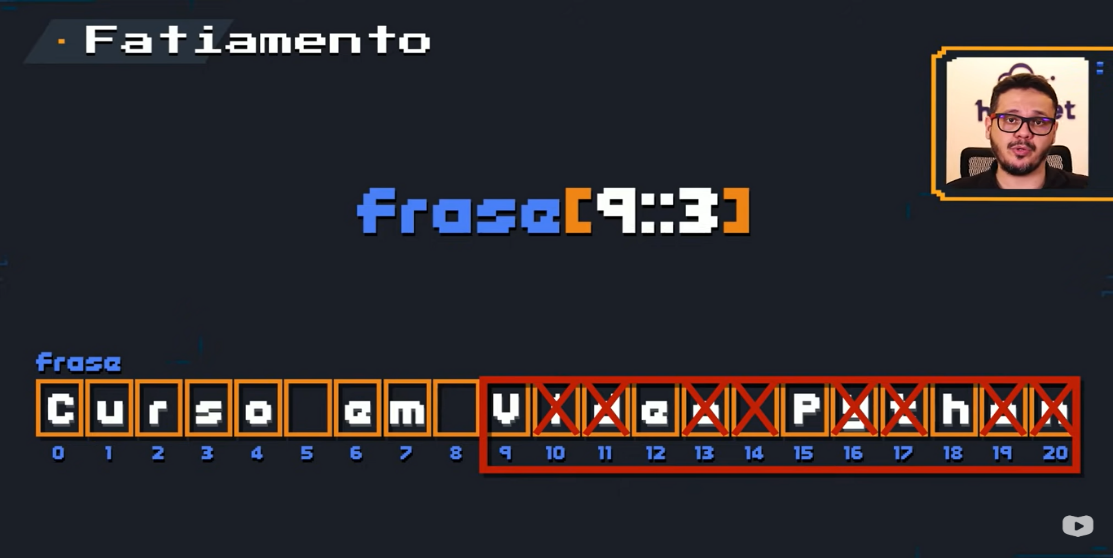 Fatiamento
frase[9::3]
frase
C u r s o e m V i d e o P y t h o n
0 1 2 3 4 5 6 7 8 9 10 11 12 13 14 15 16 17 18 19 20